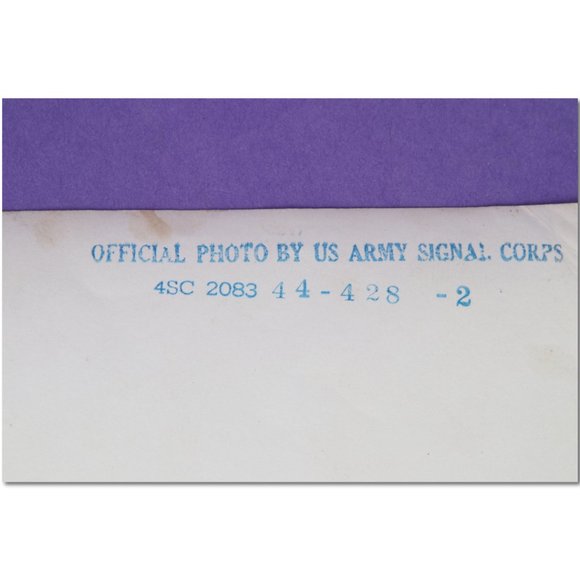 OFFICIAL PHOTO BY US ARMY SIGNAL CORPS
4SC 2083 44-428 -2